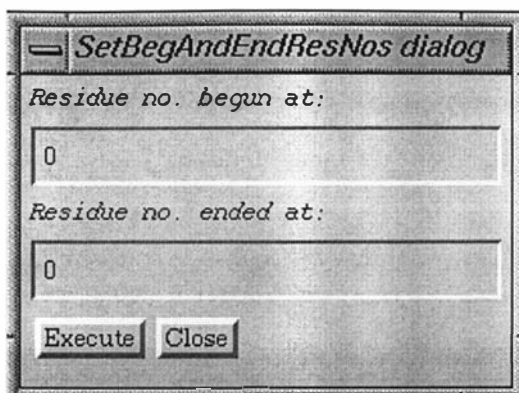 SetBegAndEndResNos dialog
Residue no. begun at:
0
Residue no. ended at:
0
Execute Close